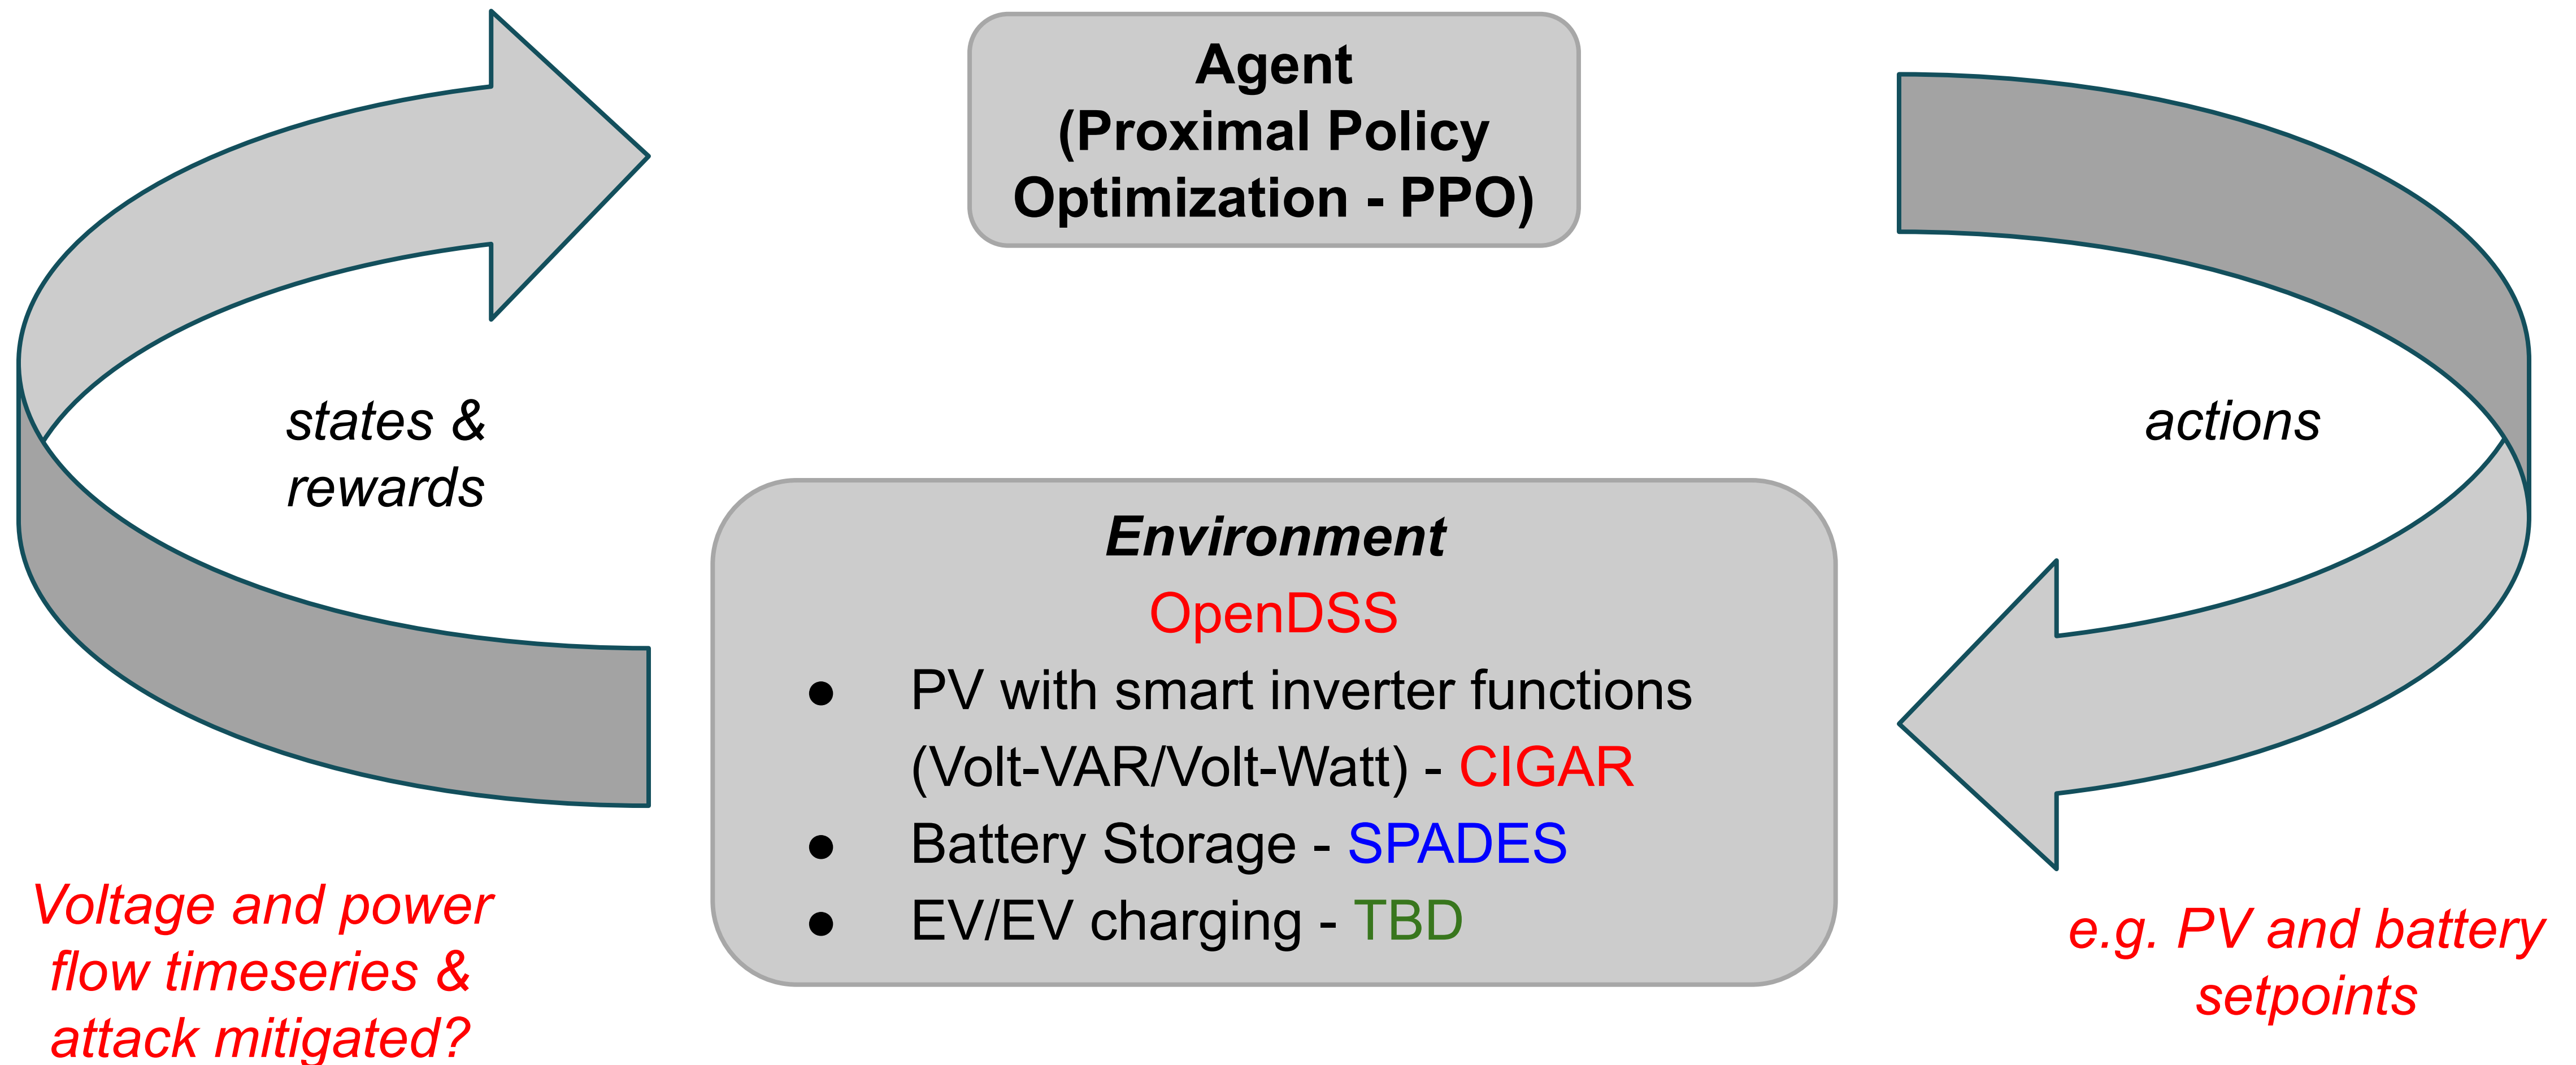 Agent
(Proximal Policy
Optimization - PPO)
states &
rewards
actions
Environment
OpenDSS
● PV with smart inverter functions
(Volt-VAR/Volt-Watt) - CIGAR
● Battery Storage - SPADES
● EV/EV charging - TBD
Voltage and power
flow timeseries &
attack mitigated?
e.g. PV and battery
setpoints